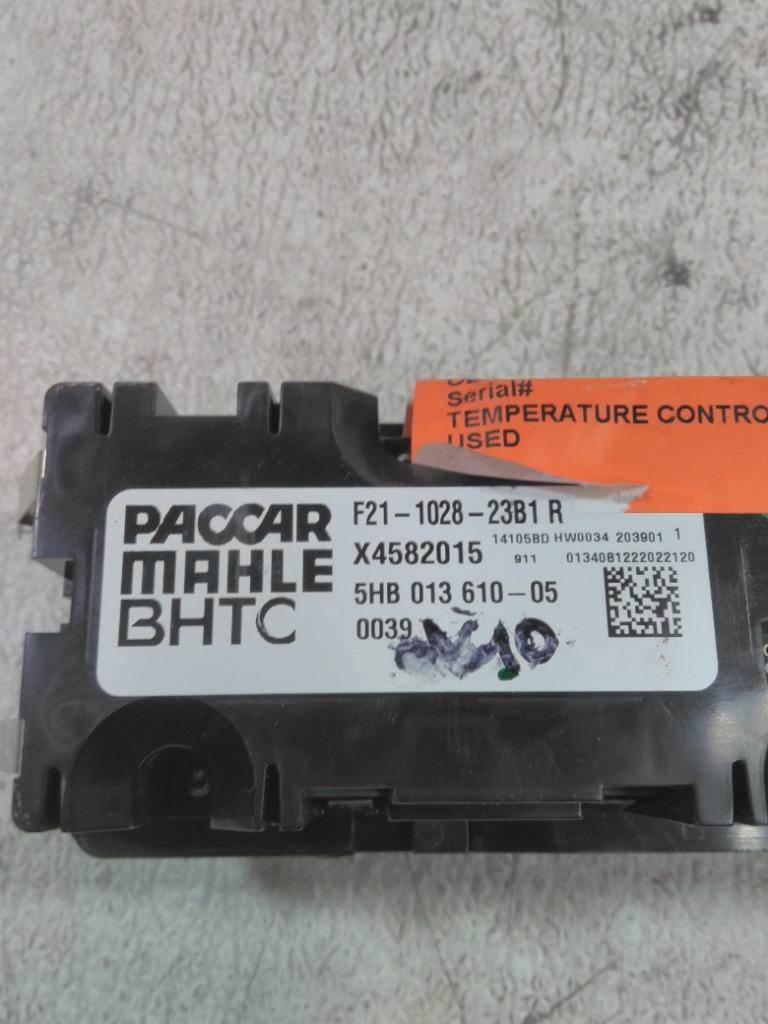 Serial#
TEMPERATURE CONTRO
USED
PACCAR
MAHLE
BHTC
F21-1028-23B1 R
X4582015
14105BD HW0034 203901 1
911 0134081222022120
5HB 013 610-05
0039